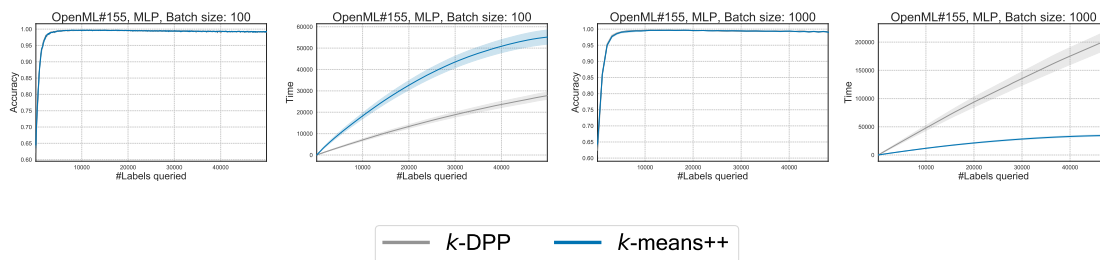 OpenML#155, MLP, Batch size: 100
1.00
0.95
0.90
0.85
0.80
0.75
0.70
0.65
0.60
Accuracy
10000 20000 30000 40000
#Labels queried
OpenML#155, MLP, Batch size: 100
60000
50000
40000
30000
20000
10000
0
Time
10000 20000 30000 40000
#Labels queried
OpenML#155, MLP, Batch size: 1000
1.00
0.95
0.90
0.85
0.80
0.75
0.70
0.65
0.60
Accuracy
10000 20000 30000 40000
#Labels queried
OpenML#155, MLP, Batch size: 1000
200000
150000
100000
50000
0
Time
10000 20000 30000 40000
#Labels queried
k-DPP k-means++